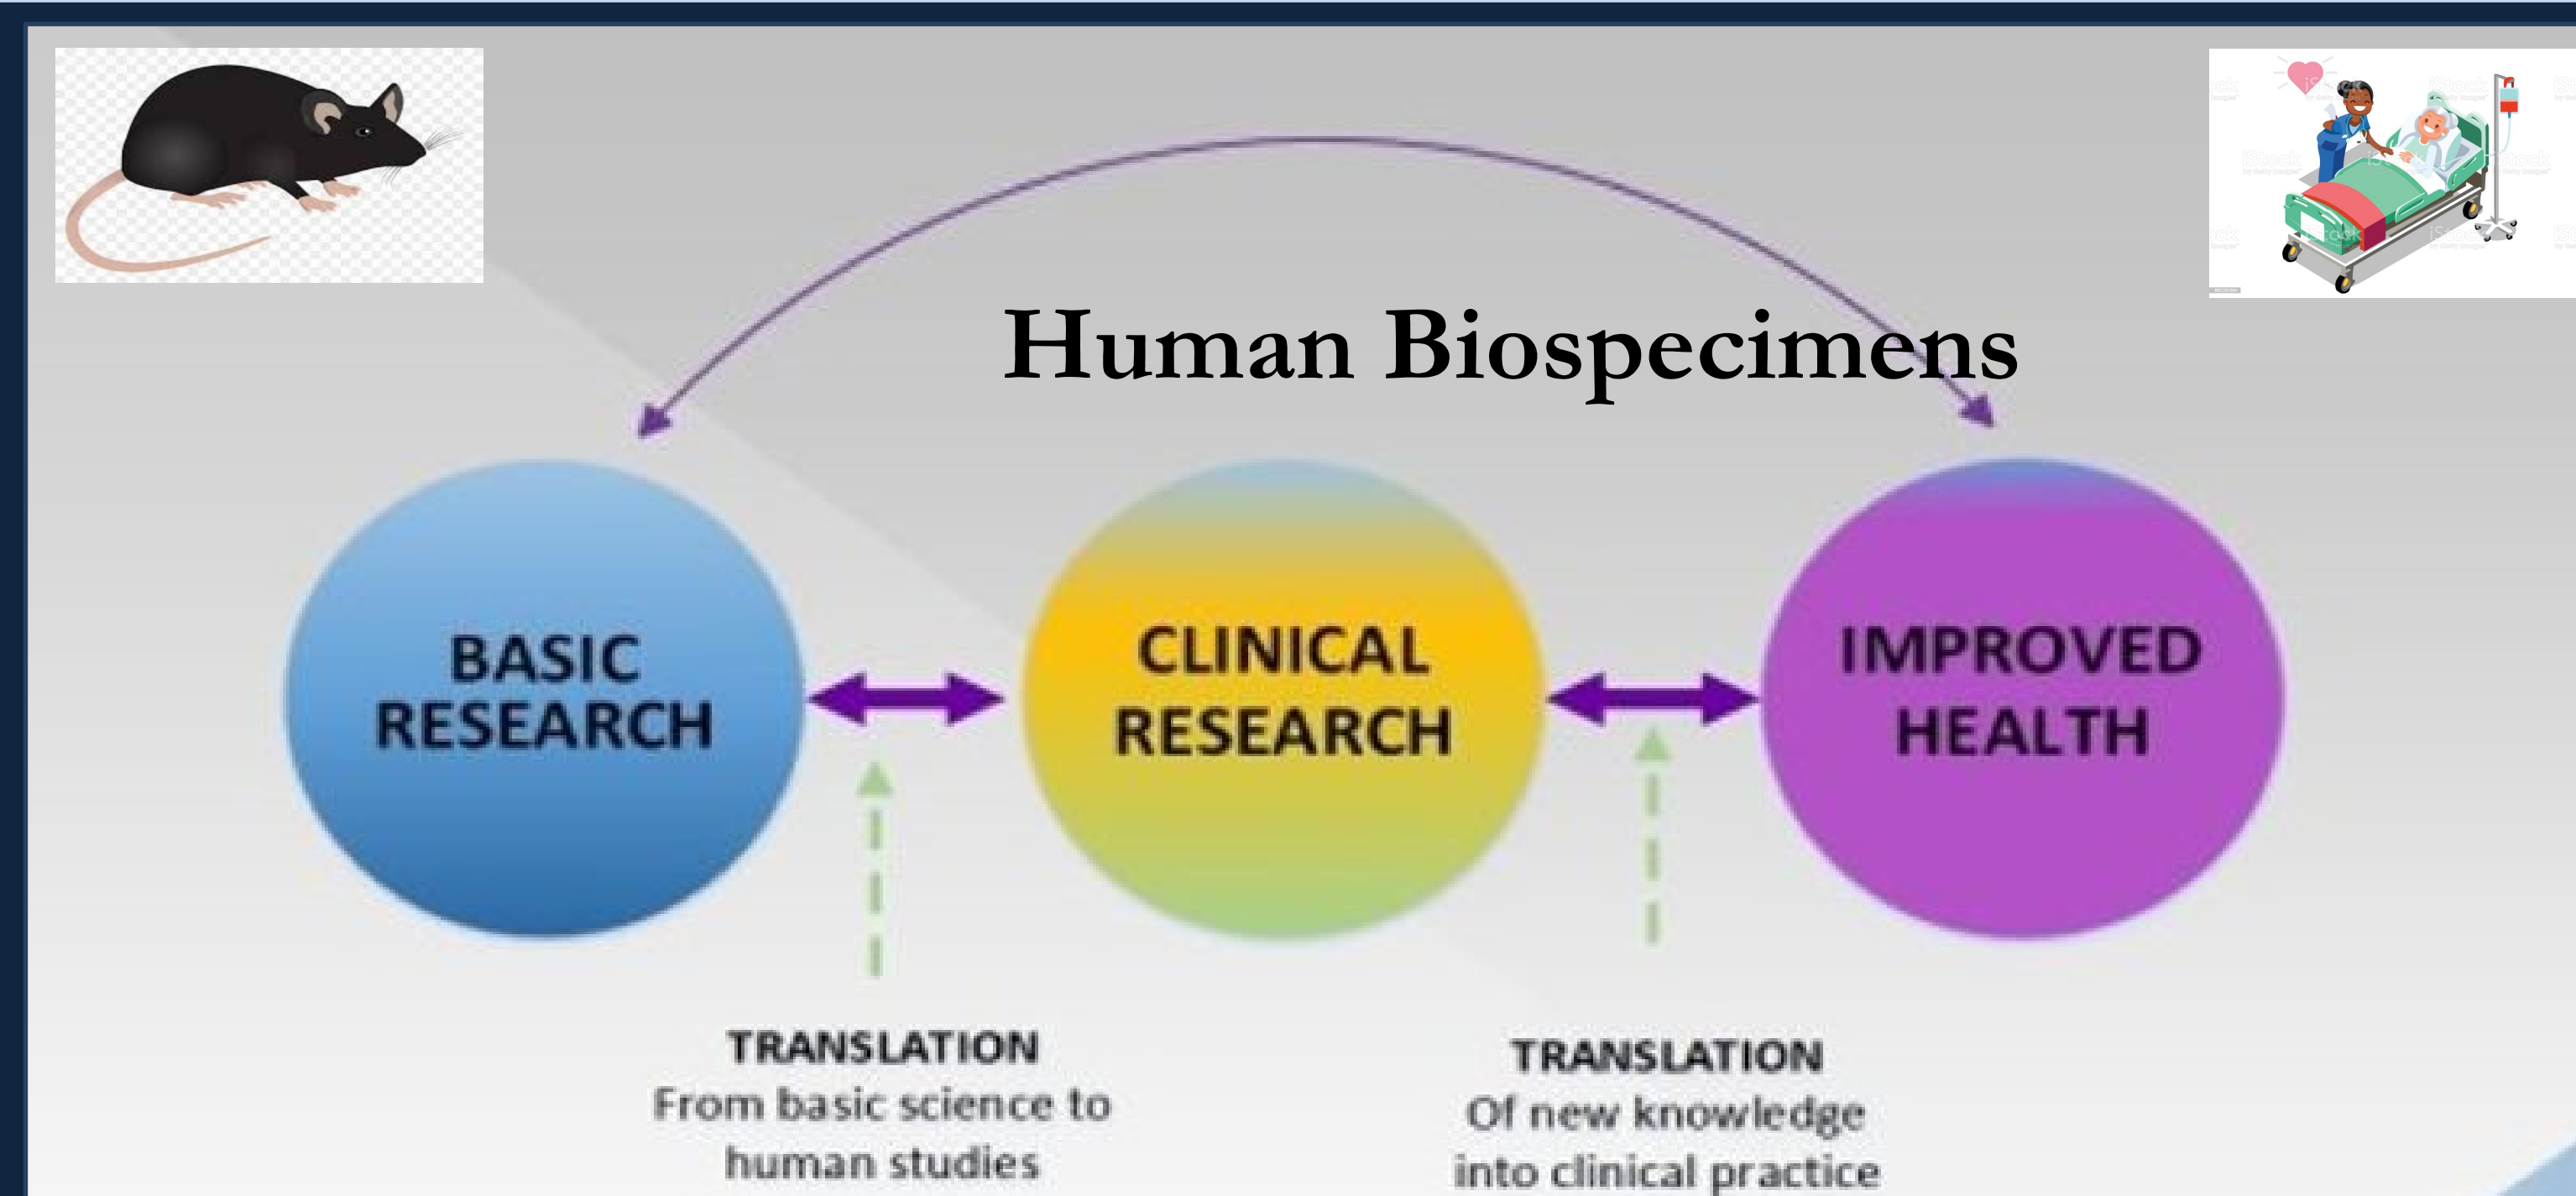 Human Biospecimens
BASIC
RESEARCH
CLINICAL
RESEARCH
IMPROVED
HEALTH
TRANSLATION
From basic science to
human studies
TRANSLATION
Of new knowledge
into clinical practice
iStock